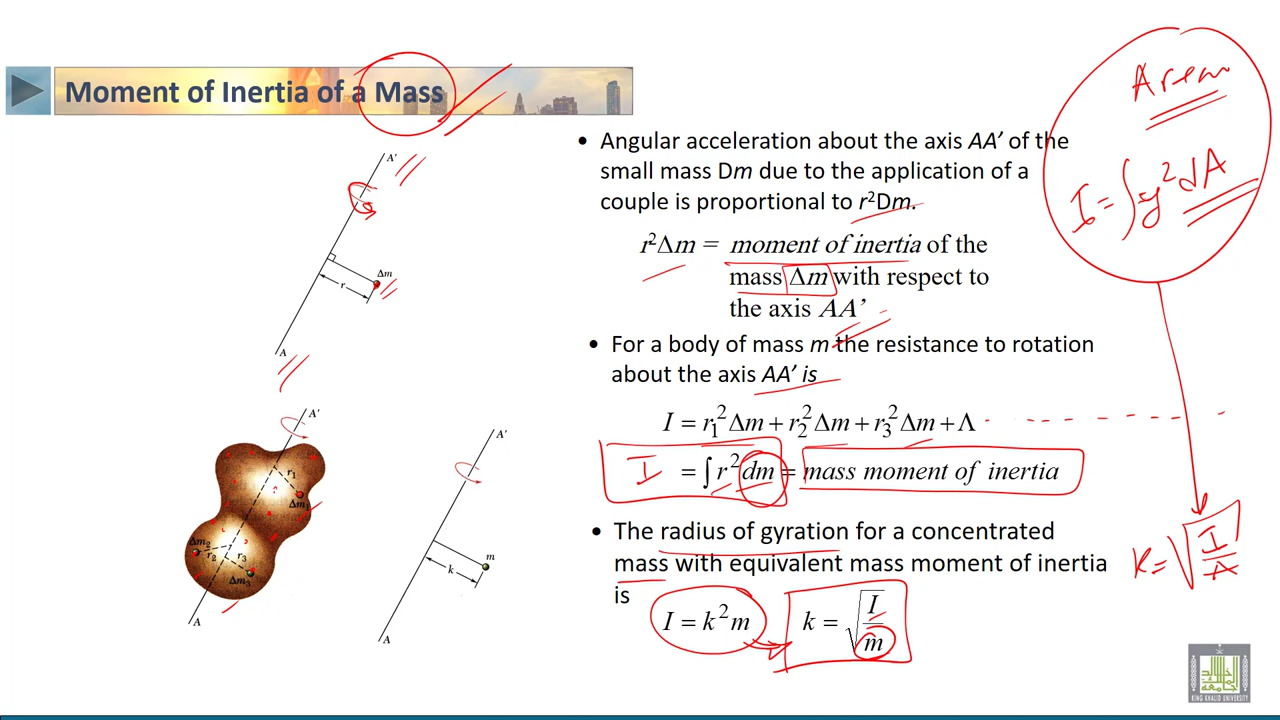 Moment of Inertia of a Mass
Area
I = ∫y²dA
• Angular acceleration about the axis AA′ of the
small mass Dm due to the application of a
couple is proportional to r²Dm.
r²Δm = moment of inertia of the
mass Δm with respect to
the axis AA’
• For a body of mass m the resistance to rotation
about the axis AA’ is
I = r₁²Δm + r₂²Δm + r₃²Δm + Λ
I = ∫r²dm = mass moment of inertia
• The radius of gyration for a concentrated
mass with equivalent mass moment of inertia
is
I = k²m k = √(I/m)
K = √(I/A)
A'
Δm
r
A
A'
r₁
Δm₁
Δm₂
r₂
r₃
Δm₃
A
A'
m
k
A
KING KHALID UNIVERSITY